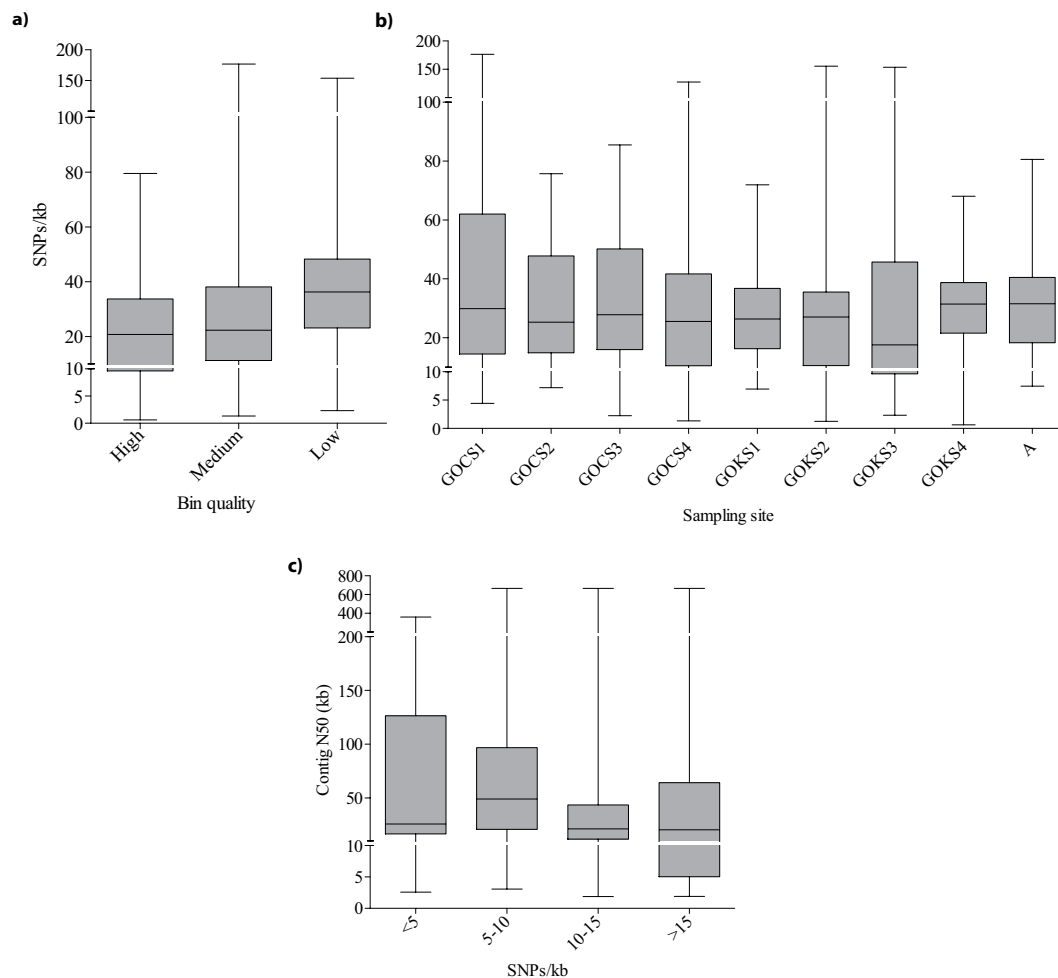 a)
200
150
100
80
60
40
20
10
5
0
SNPs/kb
High
Medium
Low
Bin quality
b)
200
150
100
80
60
40
20
10
5
0
GOCS1
GOCS2
GOCS3
GOCS4
GOKS1
GOKS2
GOKS3
GOKS4
A
Sampling site
c)
800
600
400
200
150
100
50
10
5
0
Contig N50 (kb)
<5
5-10
10-15
>15
SNPs/kb